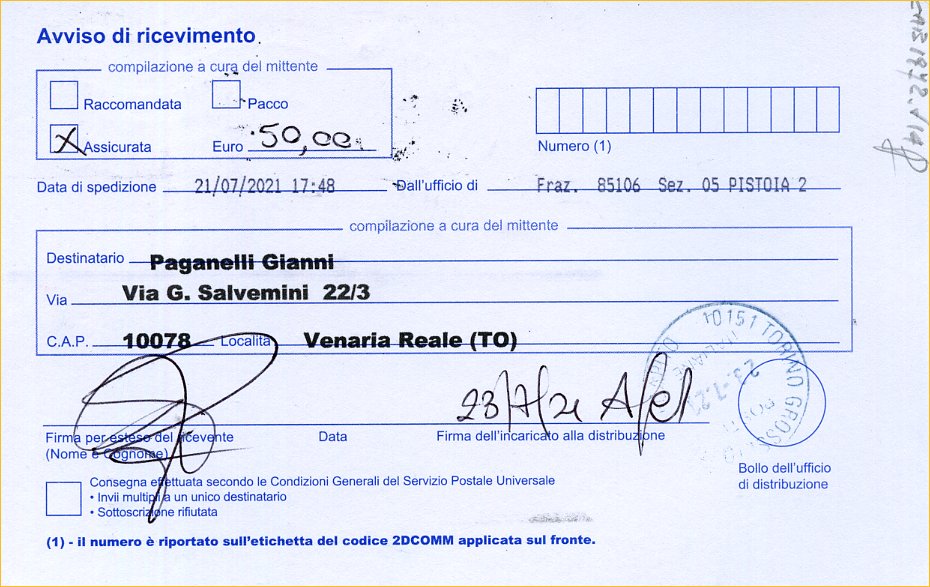 Avviso di ricevimento
compilazione a cura del mittente
Raccomandata Pacco
X Assicurata Euro 50,00
Numero (1)
Data di spedizione 21/07/2021 17:48 Dall'ufficio di Fraz. 85106 Sez. 05 PISTOIA 2
compilazione a cura del mittente
Destinatario Paganelli Gianni
Via Via G. Salvemini 22/3
C.A.P. 10078 Località Venaria Reale (TO)
10151 TORINO
23/7/21
Firma per esteso del ricevente Data Firma dell'incaricato alla distribuzione
(Nome e Cognome)
Bollo dell'ufficio
di distribuzione
Consegna effettuata secondo le Condizioni Generali del Servizio Postale Universale
• Invii multipli a un unico destinatario
• Sottoscrizione rifiutata
(1) - il numero è riportato sull'etichetta del codice 2DCOMM applicata sul fronte.